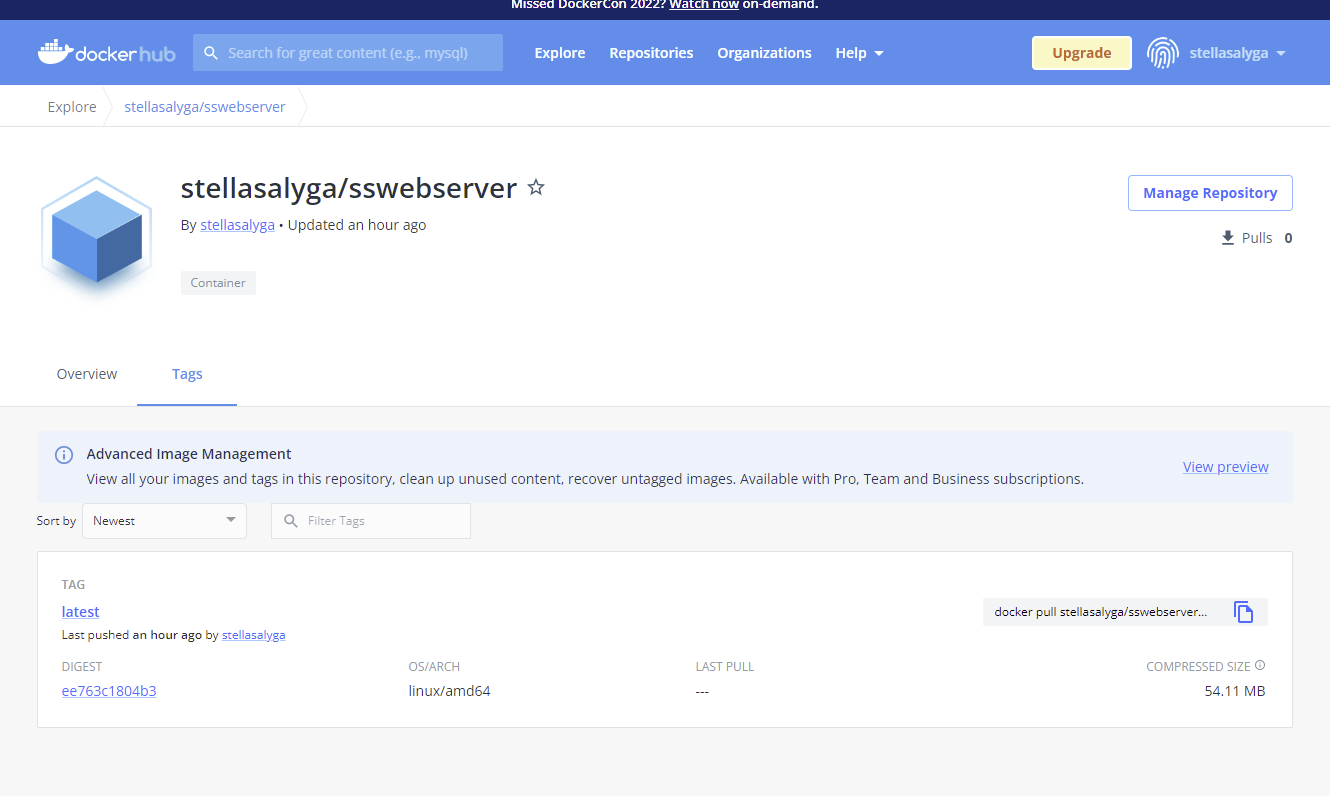 Missed DockerCon 2022? Watch now on-demand.
dockerhub Search for great content (e.g., mysql) Explore Repositories Organizations Help Upgrade stellasalyga
Explore stellasalyga/sswebserver
stellasalyga/sswebserver
Manage Repository
By stellasalyga • Updated an hour ago
Pulls 0
Container
Overview Tags
Advanced Image Management
View all your images and tags in this repository, clean up unused content, recover untagged images. Available with Pro, Team and Business subscriptions.
View preview
Sort by Newest Filter Tags
TAG
latest
docker pull stellasalyga/sswebserver...
Last pushed an hour ago by stellasalyga
DIGEST OS/ARCH LAST PULL COMPRESSED SIZE
ee763c1804b3 linux/amd64 --- 54.11 MB